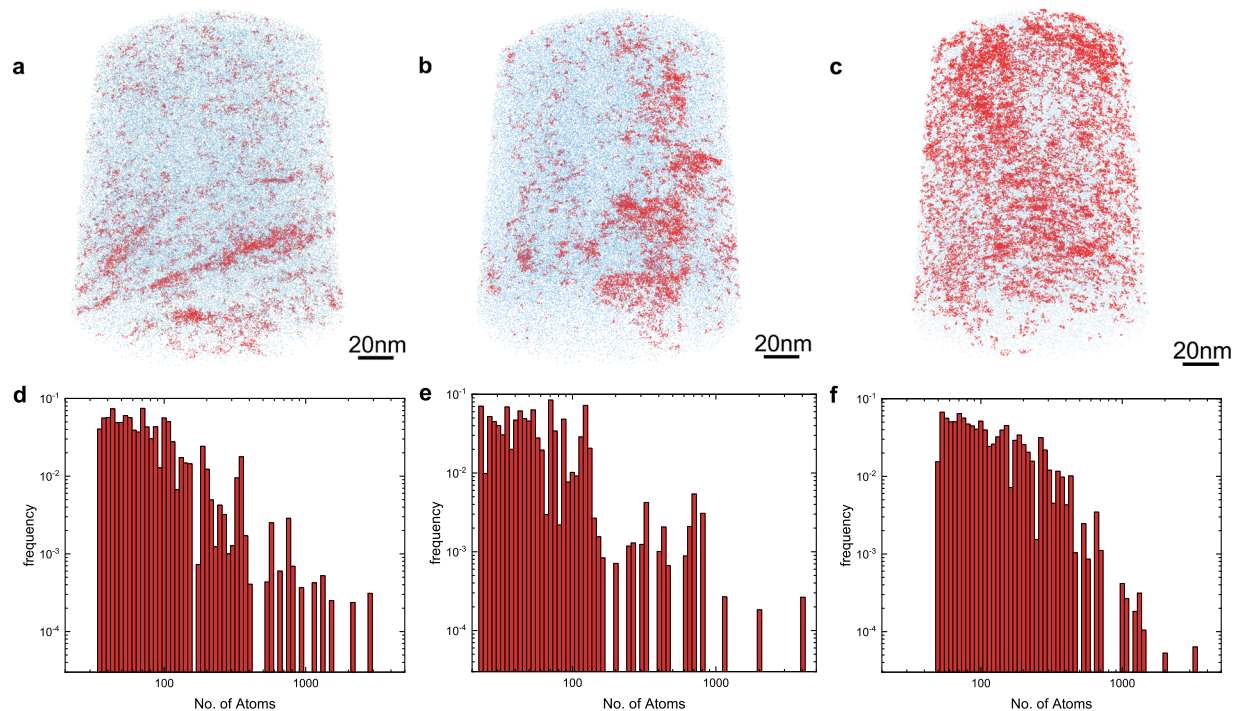 a
b
c
20nm
20nm
20nm
d
e
f
10-1
10-2
10-3
10-4
frequency
100
1000
No. of Atoms
10-1
10-2
10-3
10-4
frequency
100
1000
No. of Atoms
10-1
10-2
10-3
10-4
frequency
100
1000
No. of Atoms